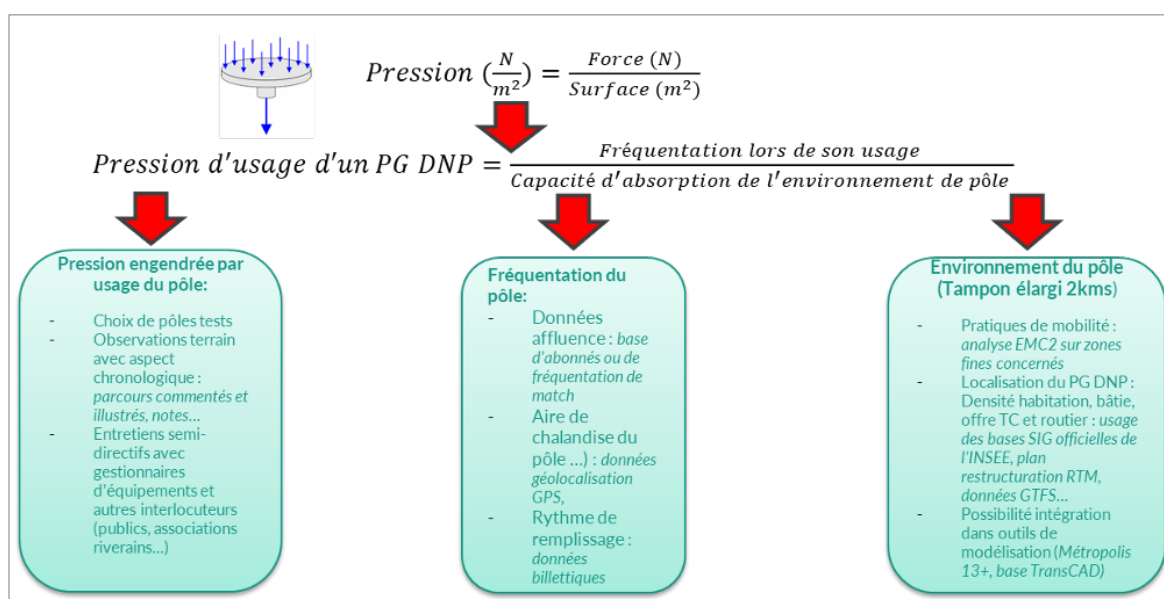 Pression (N/m²) = Force (N)/Surface (m²)
Pression d'usage d'un PG DNP = Fréquentation lors de son usage/Capacité d'absorption de l'environnement de pôle
Pression engendrée par
usage du pôle:
- Choix de pôles tests
- Observations terrain
avec aspect
chronologique :
parcours commentés et
illustrés, notes...
- Entretiens semi-
directifs avec
gestionnaires
d'équipements et
autres interlocuteurs
(publics, associations
riverains...)
Fréquentation du
pôle:
- Données
affluence : base
d'abonnés ou de
fréquentation de
match
- Aire de
chalandise du
pôle ...) : données
géolocalisation
GPS,
- Rythme de
remplissage :
données
billettiques
Environnement du pôle
(Tampon élargi 2kms)
- Pratiques de mobilité :
analyse EMC2 sur zones
fines concernés
- Localisation du PG DNP :
Densité habitation, bâtie,
offre TC et routier : usage
des bases SIG officielles de
l'INSEE, plan
restructuration RTM,
données GTFS...
- Possibilité intégration
dans outils de
modélisation (Métropolis
13+, base TransCAD)